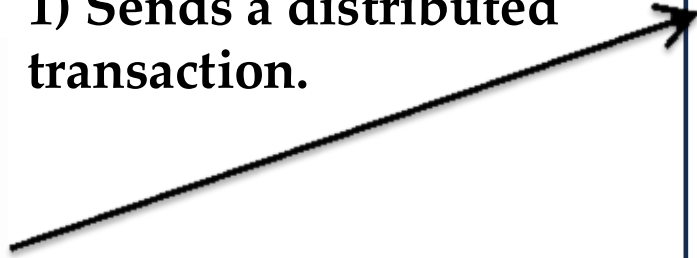 1) Sends a distributed
transaction.